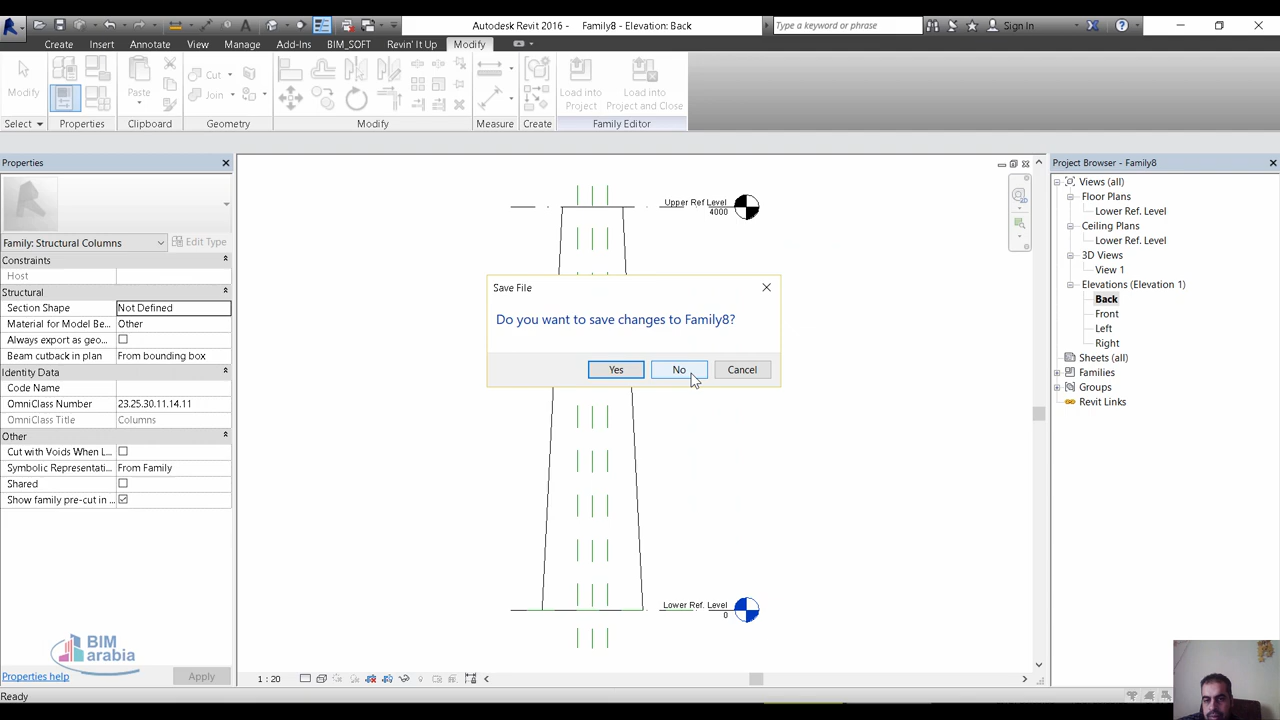 Autodesk Revit 2016 - Family8 - Elevation: Back
Type a keyword or phrase
Sign In
Create Insert Annotate View Manage Add-Ins BIM_SOFT Revin' It Up Modify
Modify
Paste
Cut
Join
Load into Project
Load into Project and Close
Select Properties Clipboard Geometry Modify Measure Create Family Editor
Properties
Family: Structural Columns
Edit Type
Constraints
Host
Structural
Section Shape Not Defined
Material for Model Be... Other
Always export as geo...
Beam cutback in plan From bounding box
Identity Data
Code Name
OmniClass Number 23.25.30.11.14.11
OmniClass Title Columns
Other
Cut with Voids When L...
Symbolic Representati... From Family
Shared
Show family pre-cut in ...
BIM
arabia
Properties help
Apply
Ready
Upper Ref Level
4000
Save File
Do you want to save changes to Family8?
Yes No Cancel
Lower Ref. Level
0
1 : 20
Project Browser - Family8
Views (all)
Floor Plans
Lower Ref. Level
Ceiling Plans
Lower Ref. Level
3D Views
View 1
Elevations (Elevation 1)
Back
Front
Left
Right
Sheets (all)
Families
Groups
Revit Links